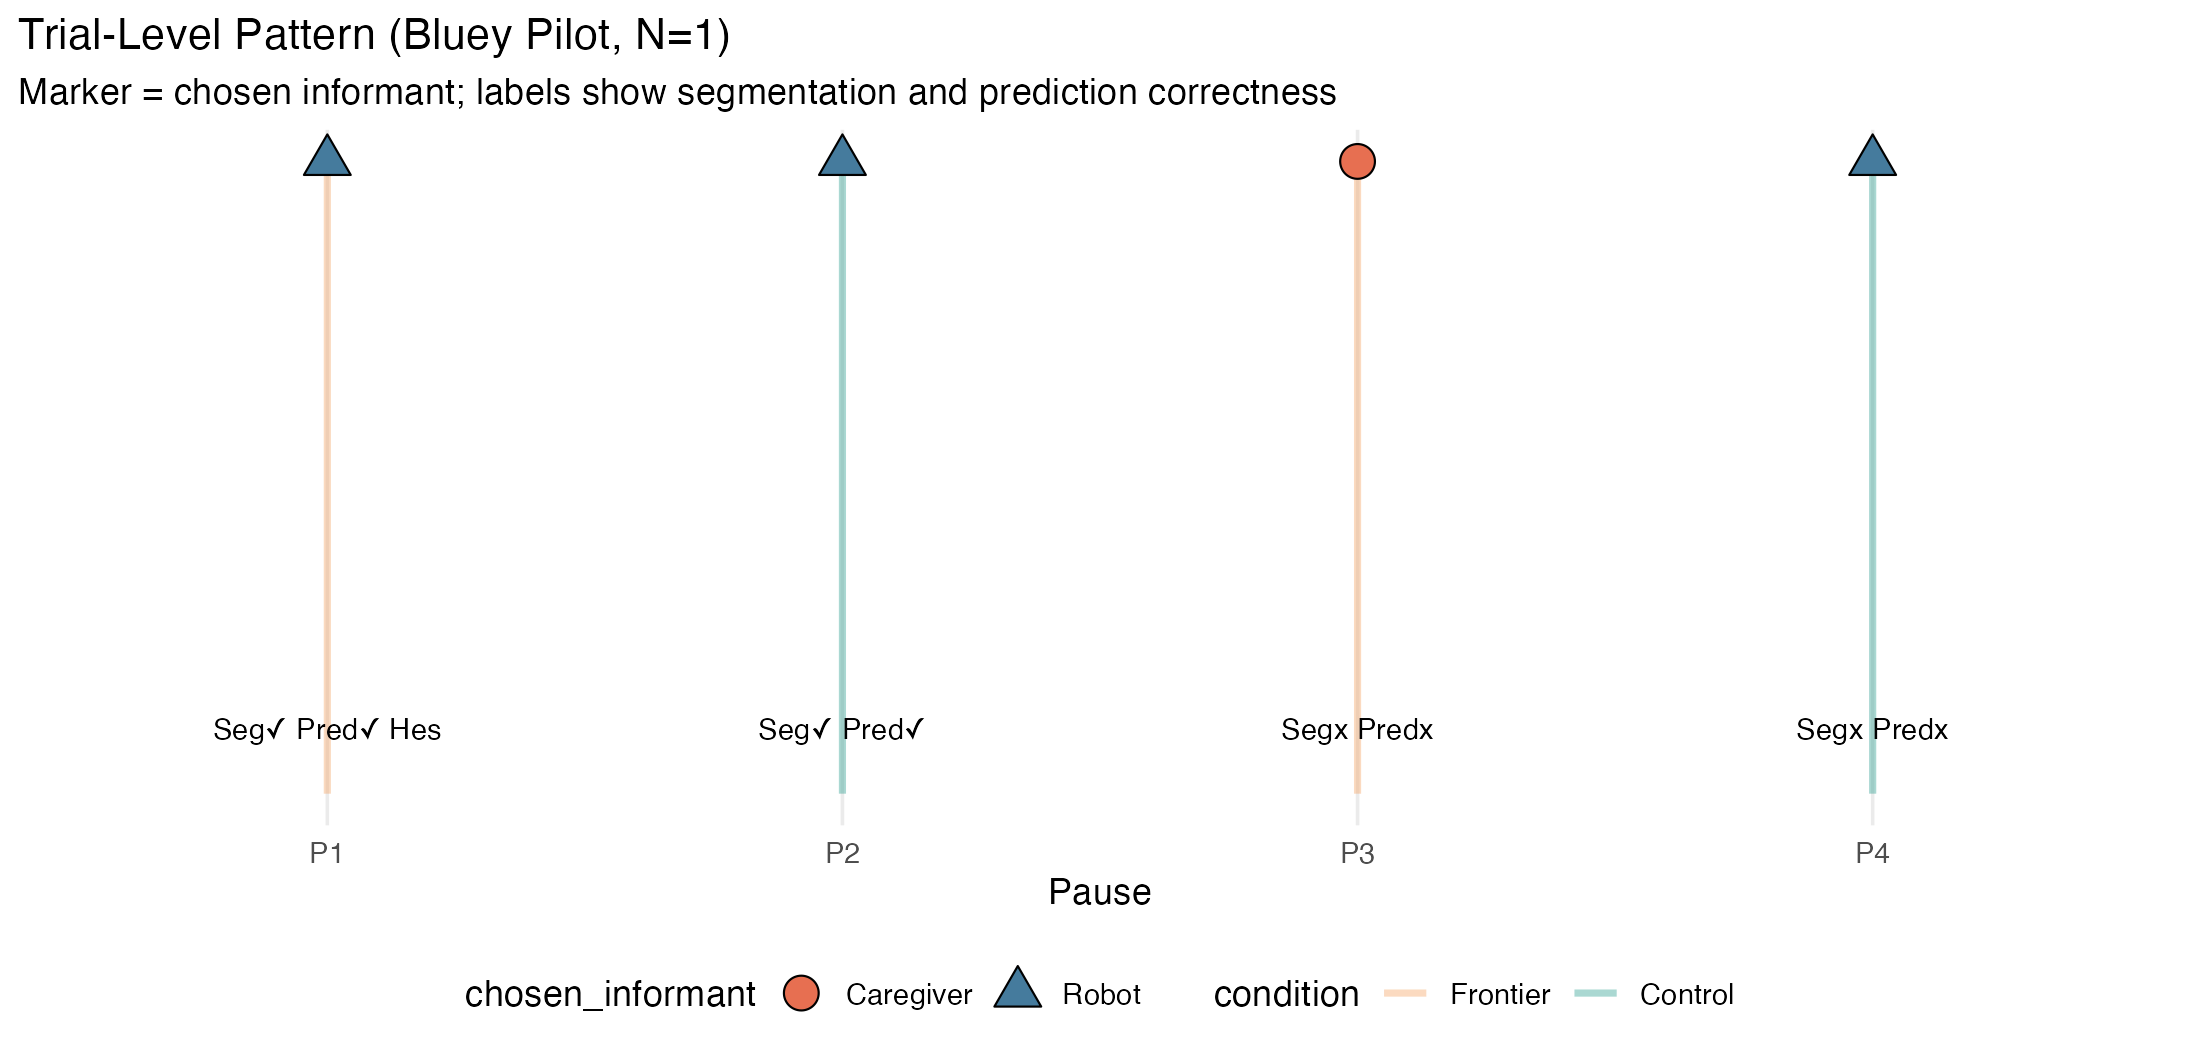 Trial-Level Pattern (Bluey Pilot, N=1)
Marker = chosen informant; labels show segmentation and prediction correctness
Seg✓ Pred✓ Hes
Seg✓ Pred✓
Segx Predx
Segx Predx
P1
P2
P3
P4
Pause
chosen_informant Caregiver Robot condition Frontier Control